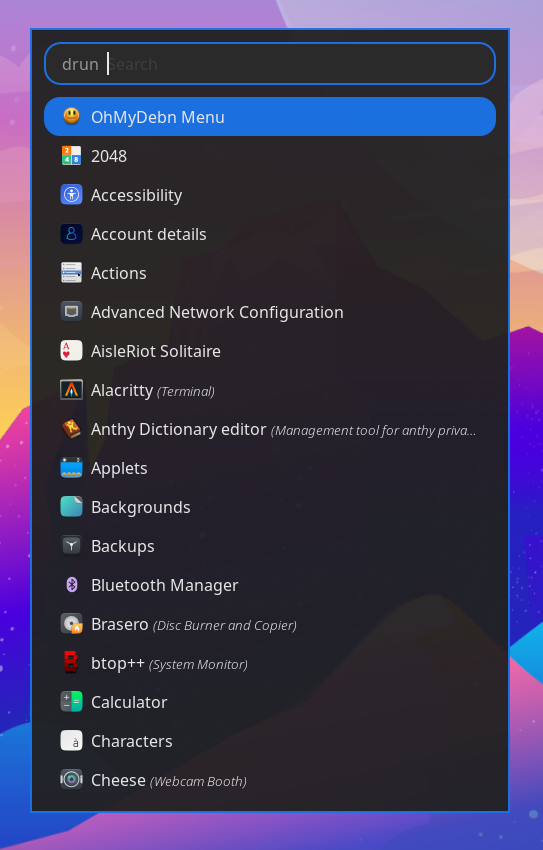 drun Search
OhMyDebn Menu
2048
Accessibility
Account details
Actions
Advanced Network Configuration
AisleRiot Solitaire
Alacritty (Terminal)
Anthy Dictionary editor (Management tool for anthy priva...
Applets
Backgrounds
Backups
Bluetooth Manager
Brasero (Disc Burner and Copier)
btop++ (System Monitor)
Calculator
Characters
Cheese (Webcam Booth)